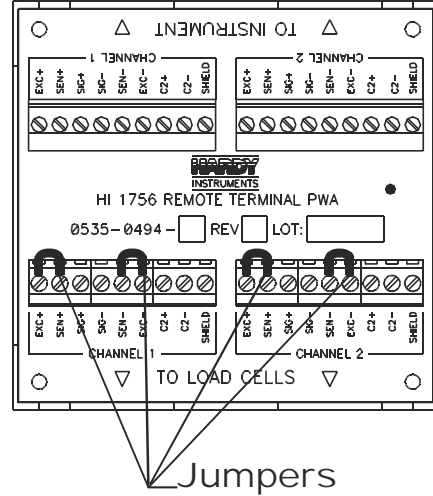 TO INSTRUMENT
CHANNEL 1 CHANNEL 2
EXC+ SEN+ SIG+ SIG- SEN- EXC- C2+ C2- SHIELD EXC+ SEN+ SIG+ SIG- SEN- EXC- C2+ C2- SHIELD
HARDY
INSTRUMENTS
HI 1756 REMOTE TERMINAL PWA
0535-0494- REV LOT:
EXC+ SEN+ SIG+ SIG- SEN- EXC- C2+ C2- SHIELD EXC+ SEN+ SIG+ SIG- SEN- EXC- C2+ C2- SHIELD
CHANNEL 1 CHANNEL 2
TO LOAD CELLS
Jumpers